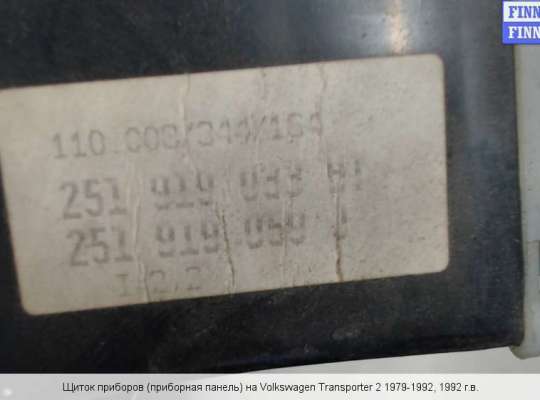 FINN
FINN
110.008/344/164
251 919 033 BT
251 919 059 J
Щиток приборов (приборная панель) на Volkswagen Transporter 2 1979-1992, 1992 г.в.